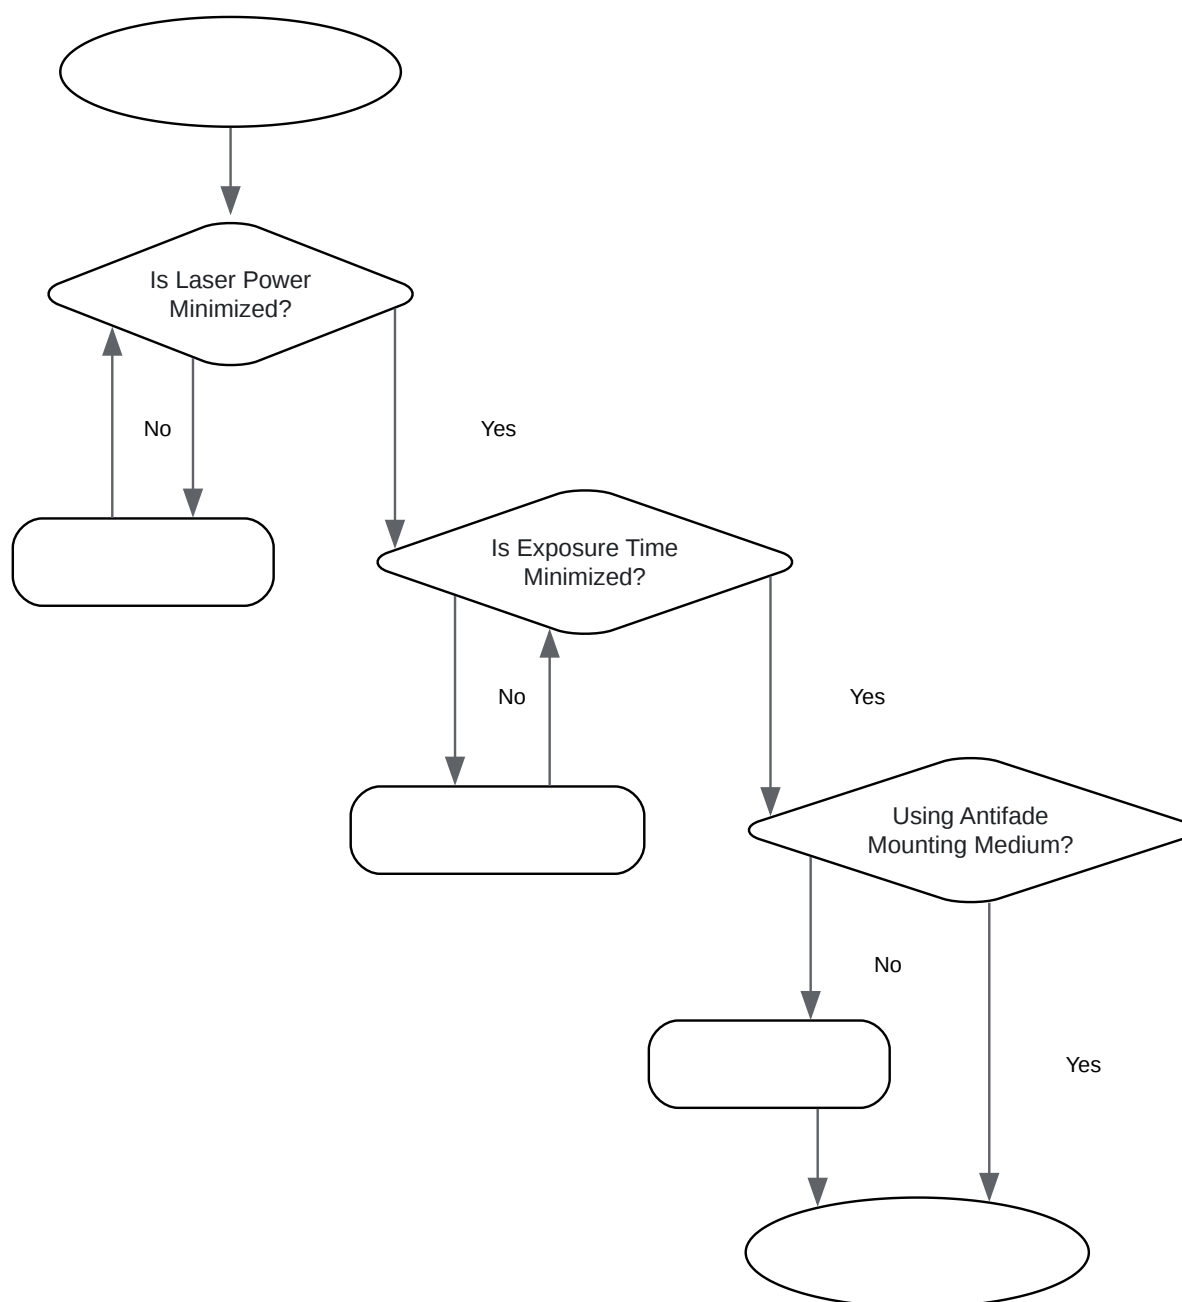 Is Laser Power
Minimized?
No
Yes
Is Exposure Time
Minimized?
No
Yes
Using Antifade
Mounting Medium?
No
Yes